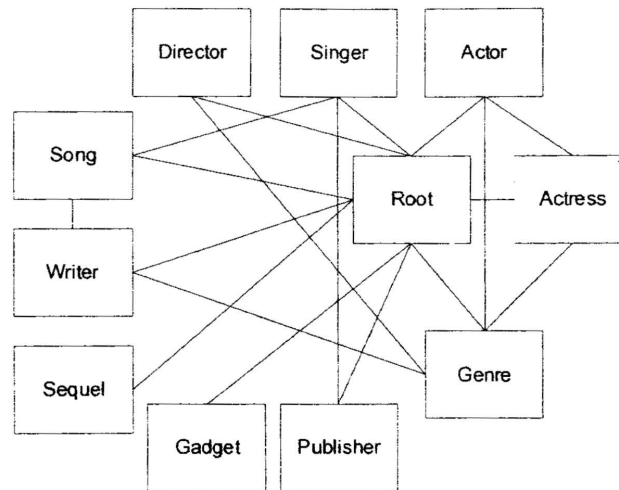 Director
Singer
Actor
Song
Root
Actress
Writer
Sequel
Genre
Gadget
Publisher